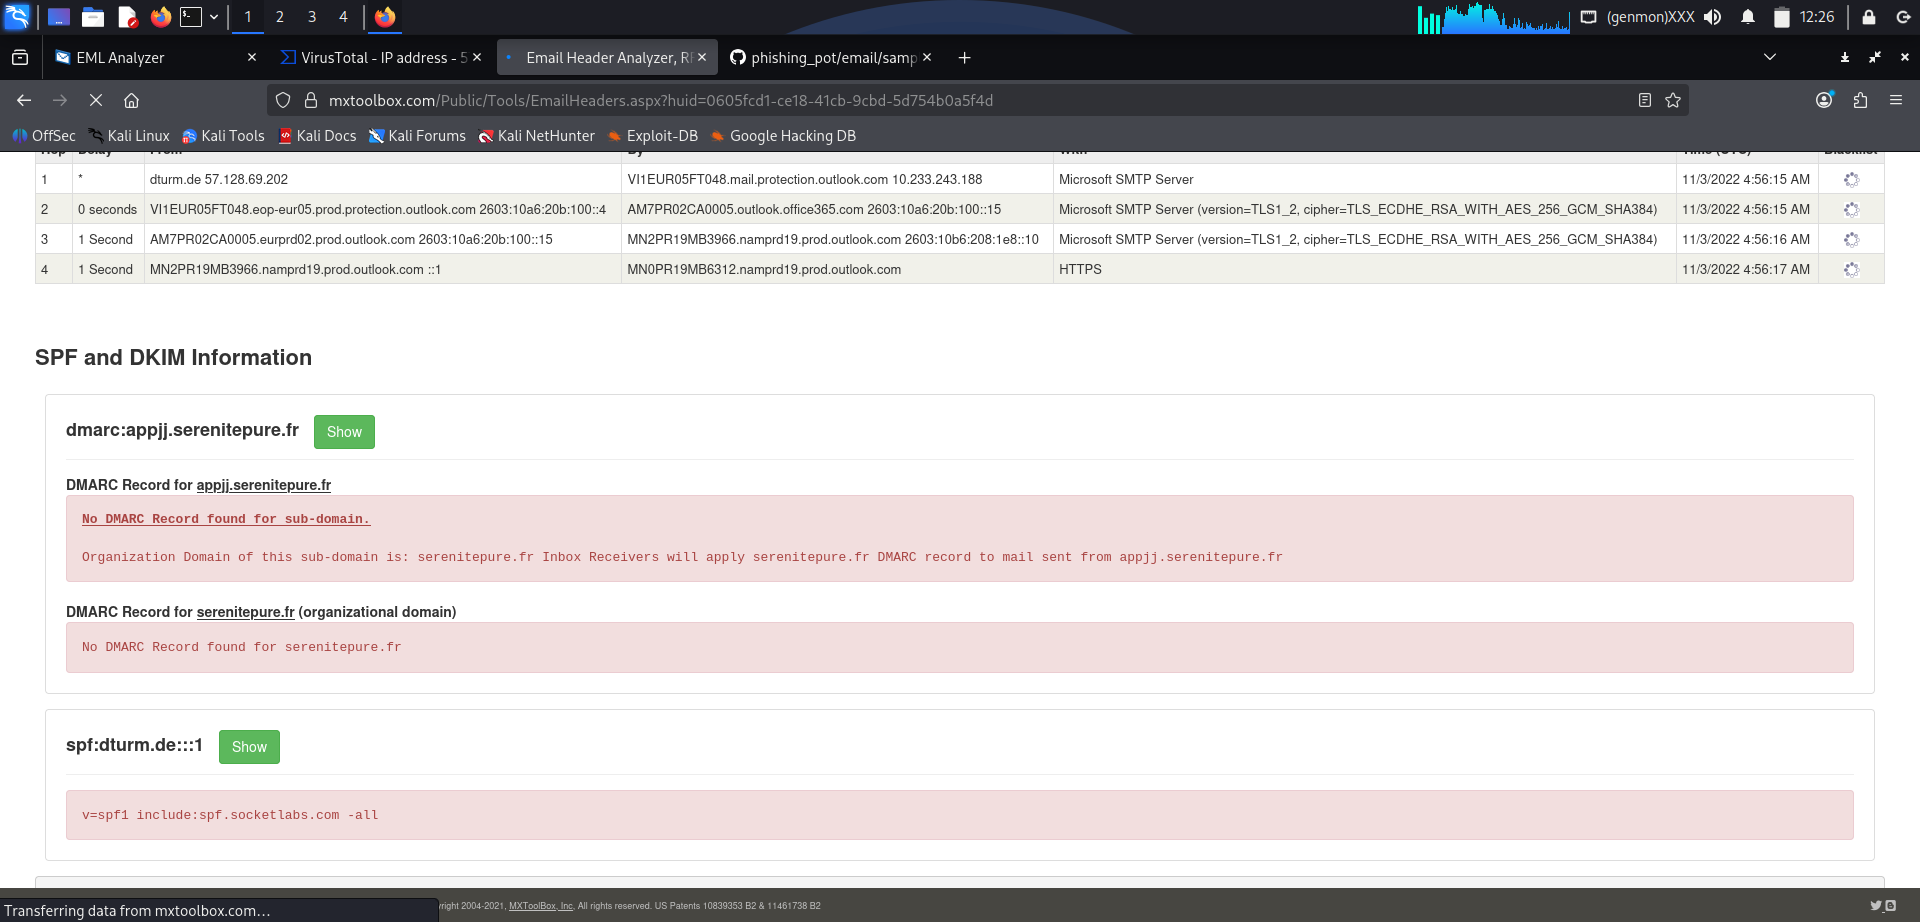 1 2 3 4 (genmon)XXX 12:26
EML Analyzer × VirusTotal - IP address - 5 × Email Header Analyzer, RF × phishing_pot/email/samp × +
mxtoolbox.com/Public/Tools/EmailHeaders.aspx?huid=0605fcd1-ce18-41cb-9cbd-5d754b0a5f4d
OffSec Kali Linux Kali Tools Kali Docs Kali Forums Kali NetHunter Exploit-DB Google Hacking DB
Hop Delay From By With Time (UTC) Blacklist
1 * dturm.de 57.128.69.202 VI1EUR05FT048.mail.protection.outlook.com 10.233.243.188 Microsoft SMTP Server 11/3/2022 4:56:15 AM
2 0 seconds VI1EUR05FT048.eop-eur05.prod.protection.outlook.com 2603:10a6:20b:100::4 AM7PR02CA0005.outlook.office365.com 2603:10a6:20b:100::15 Microsoft SMTP Server (version=TLS1_2, cipher=TLS_ECDHE_RSA_WITH_AES_256_GCM_SHA384) 11/3/2022 4:56:15 AM
3 1 Second AM7PR02CA0005.eurprd02.prod.outlook.com 2603:10a6:20b:100::15 MN2PR19MB3966.namprd19.prod.outlook.com 2603:10b6:208:1e8::10 Microsoft SMTP Server (version=TLS1_2, cipher=TLS_ECDHE_RSA_WITH_AES_256_GCM_SHA384) 11/3/2022 4:56:16 AM
4 1 Second MN2PR19MB3966.namprd19.prod.outlook.com ::1 MN0PR19MB6312.namprd19.prod.outlook.com HTTPS 11/3/2022 4:56:17 AM
SPF and DKIM Information
dmarc:appjj.serenitepure.fr Show
DMARC Record for appjj.serenitepure.fr
No DMARC Record found for sub-domain.
Organization Domain of this sub-domain is: serenitepure.fr Inbox Receivers will apply serenitepure.fr DMARC record to mail sent from appjj.serenitepure.fr
DMARC Record for serenitepure.fr (organizational domain)
No DMARC Record found for serenitepure.fr
spf:dturm.de:::1 Show
v=spf1 include:spf.socketlabs.com -all
Transferring data from mxtoolbox.com…
right 2004-2021, MXToolBox, Inc, All rights reserved. US Patents 10839353 B2 & 11461738 B2